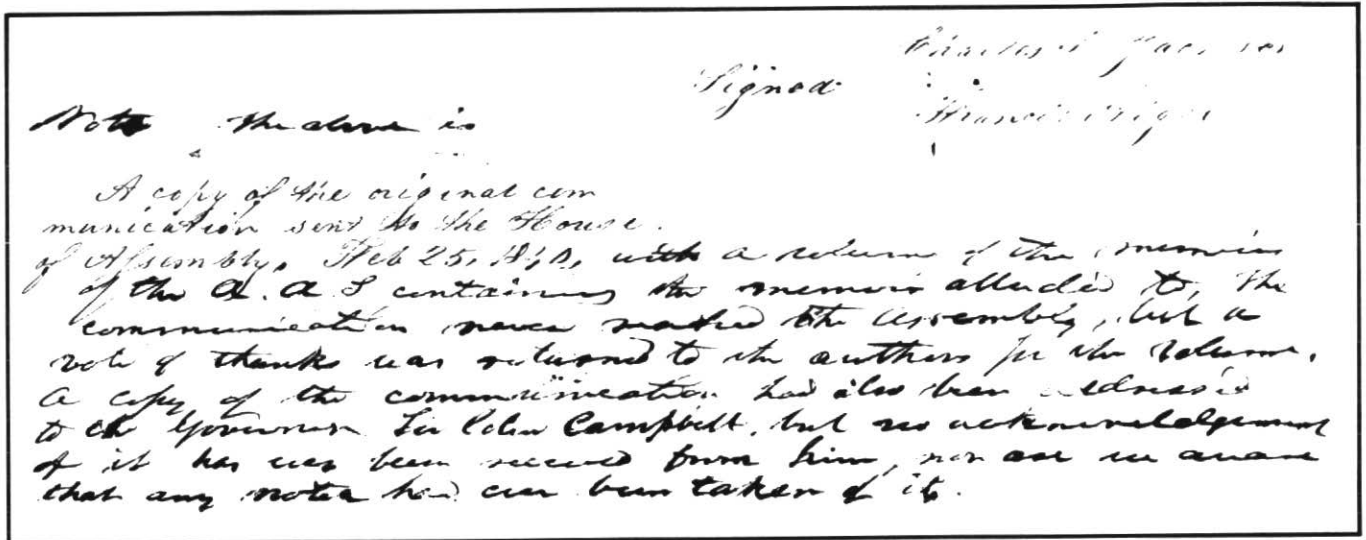 Signed
Francis Alger
Note the above is
A copy of the original com
munication sent to the House.
of Assembly, Feb 25, with a volume of the memoirs
of the A. A S containing the memoir alluded to, the
communication never reached the Assembly, but a
vote of thanks was returned to the authors for the volume.
A copy of the communication had also been addressed
to the Governor Sir Colin Campbell, but no acknowledgement
of it has ever been received from him, nor are we aware
that any notice had ever been taken of it.